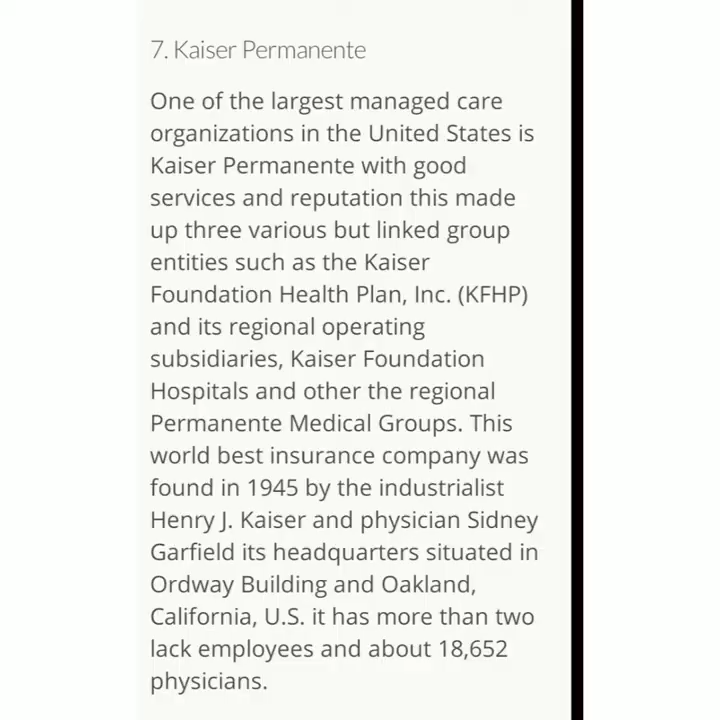 7. Kaiser Permanente
One of the largest managed care
organizations in the United States is
Kaiser Permanente with good
services and reputation this made
up three various but linked group
entities such as the Kaiser
Foundation Health Plan, Inc. (KFHP)
and its regional operating
subsidiaries, Kaiser Foundation
Hospitals and other the regional
Permanente Medical Groups. This
world best insurance company was
found in 1945 by the industrialist
Henry J. Kaiser and physician Sidney
Garfield its headquarters situated in
Ordway Building and Oakland,
California, U.S. it has more than two
lack employees and about 18,652
physicians.